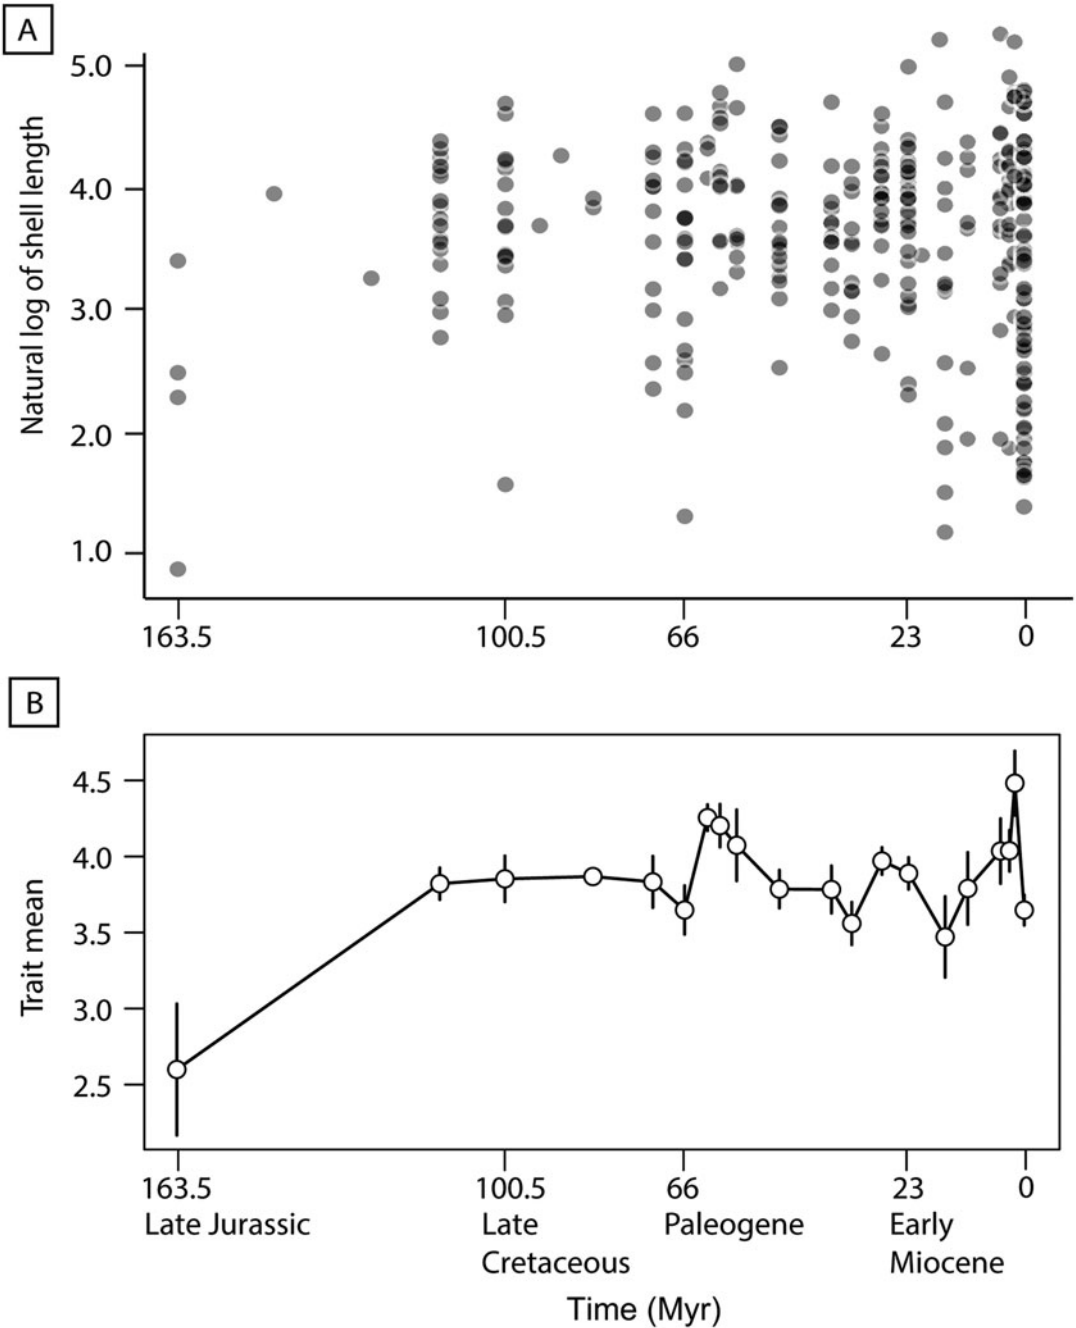 A
Natural log of shell length
5.0
4.0
3.0
2.0
1.0
163.5 100.5 66 23 0
B
Trait mean
4.5
4.0
3.5
3.0
2.5
163.5 100.5 66 23 0
Late Jurassic Late Paleogene Early
Cretaceous Miocene
Time (Myr)